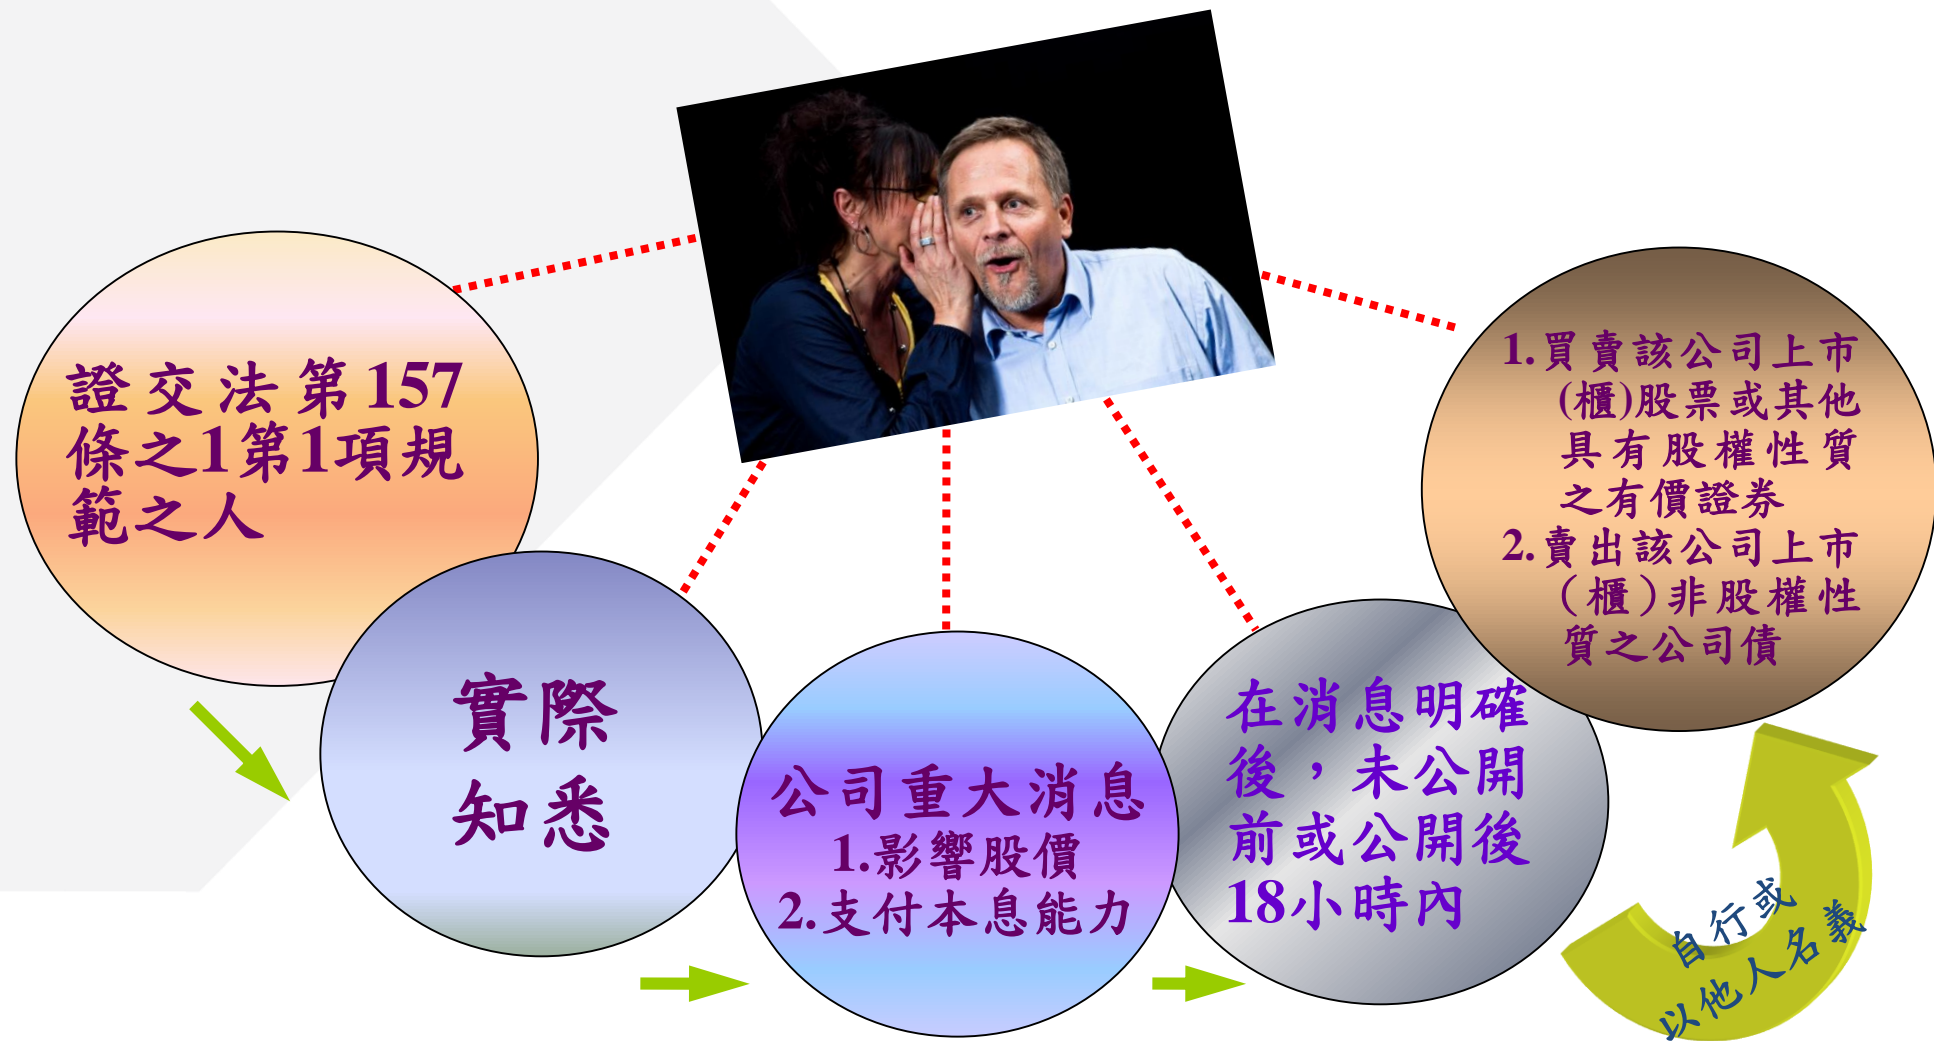 證交法第157
條之1第1項規
範之人
實際
知悉
公司重大消息
1.影響股價
2.支付本息能力
在消息明確
後，未公開
前或公開後
18小時內
1.買賣該公司上市
(櫃)股票或其他
具有股權性質
之有價證券
2.賣出該公司上市
（櫃）非股權性
質之公司債
自行或
以他人名義